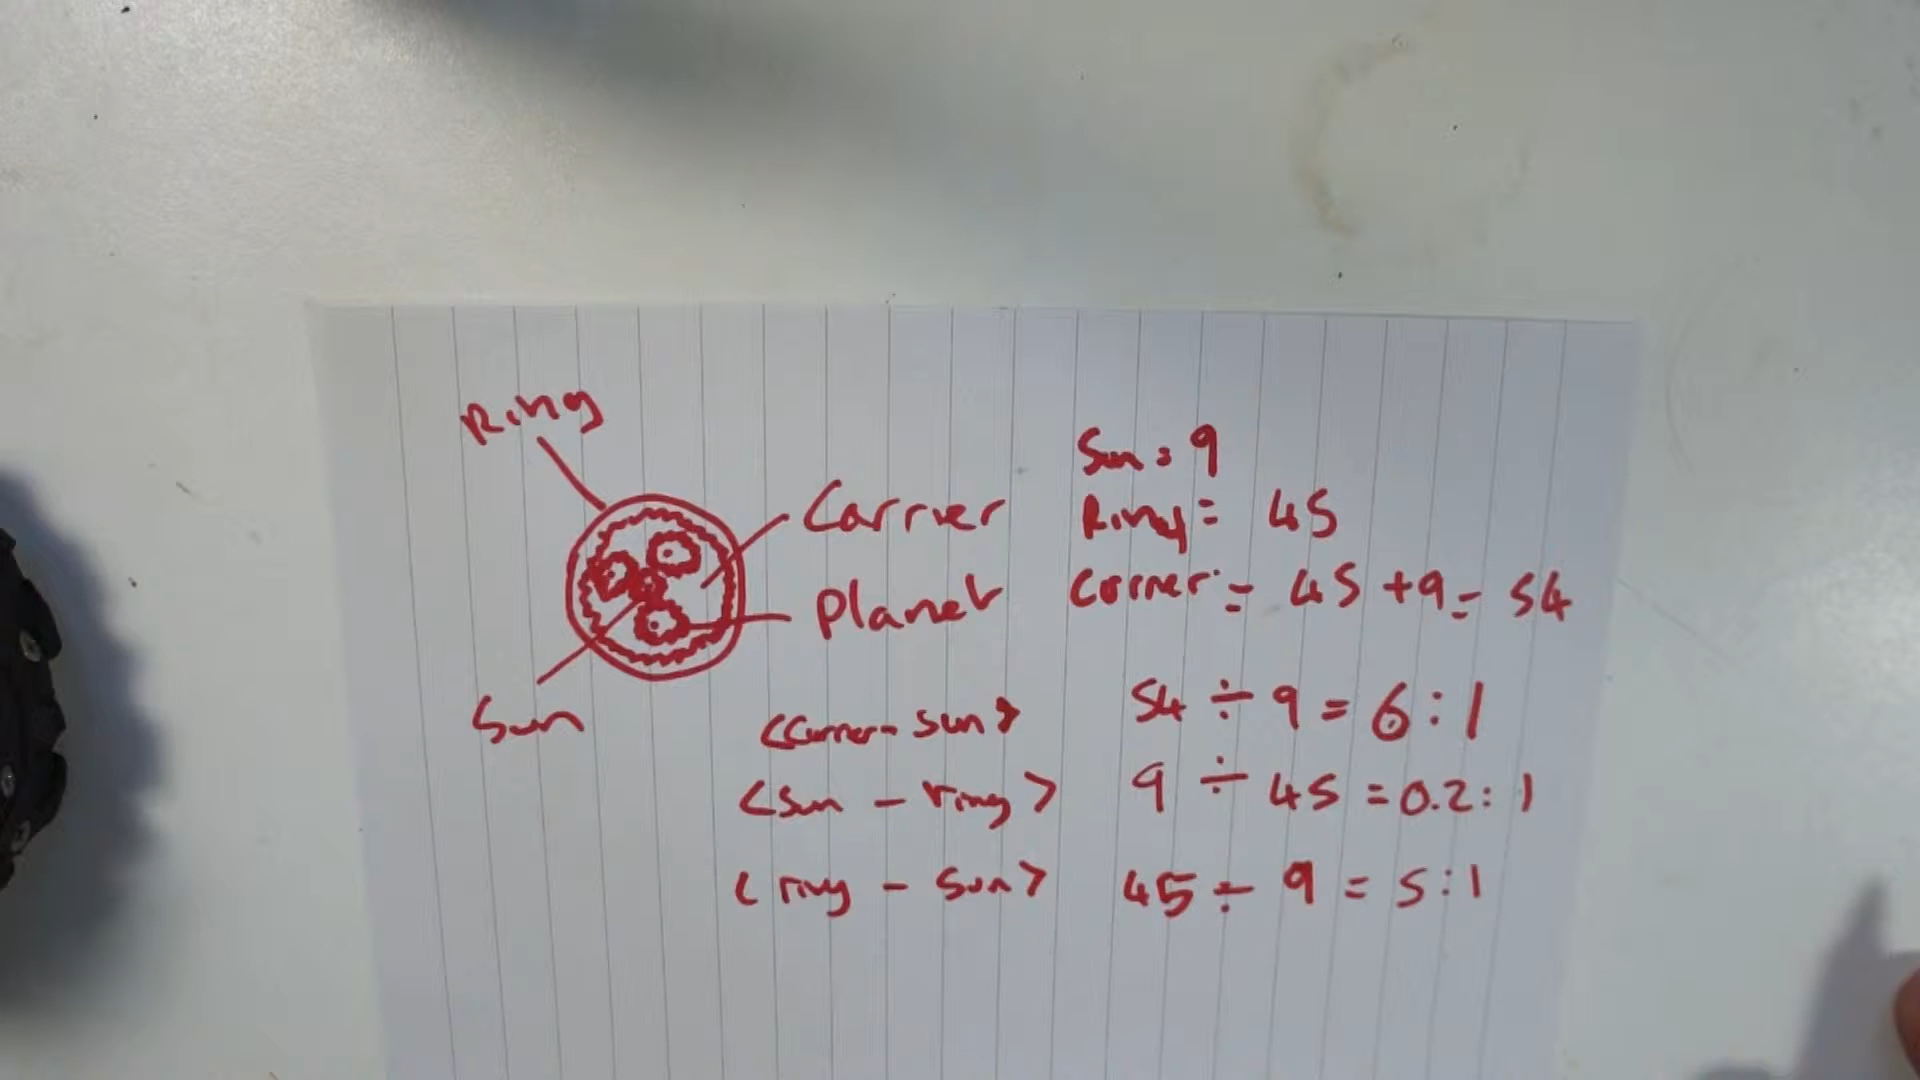 Ring
Carrier
Planet
Sun
Sun = 9
Ring = 45
Carrier = 45 + 9 = 54
<Carrier - Sun> 54 ÷ 9 = 6:1
<Sun - ring> 9 ÷ 45 = 0.2:1
<ring - Sun> 45 ÷ 9 = 5:1